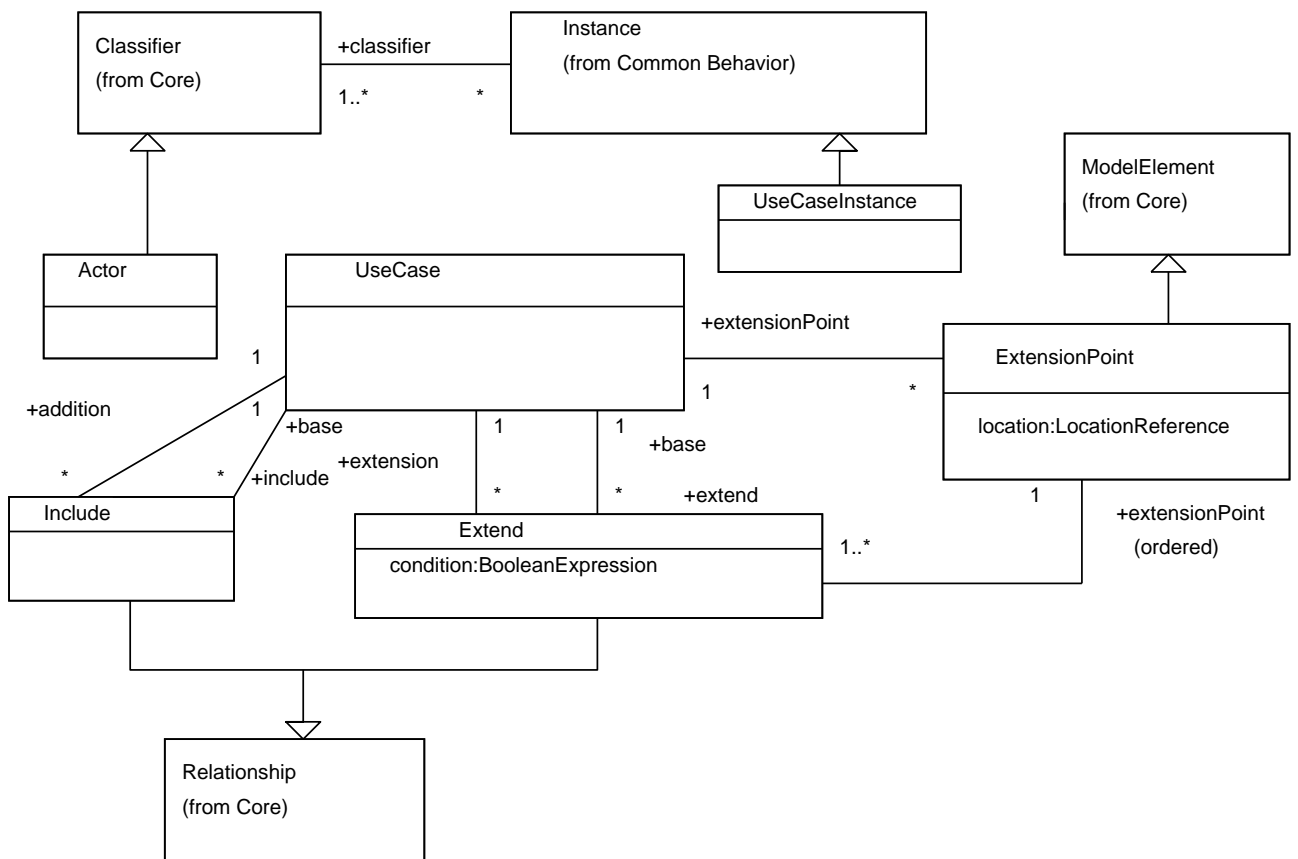 Classifier
(from Core)
+classifier
1..*
*
Instance
(from Common Behavior)
ModelElement
(from Core)
UseCaseInstance
Actor
UseCase
+extensionPoint
1
*
ExtensionPoint
location:LocationReference
1
+addition
1
+base
1
1
+base
+extension
*
*
+include
*
*
+extend
1
+extensionPoint
(ordered)
Include
Extend
condition:BooleanExpression
1..*
Relationship
(from Core)